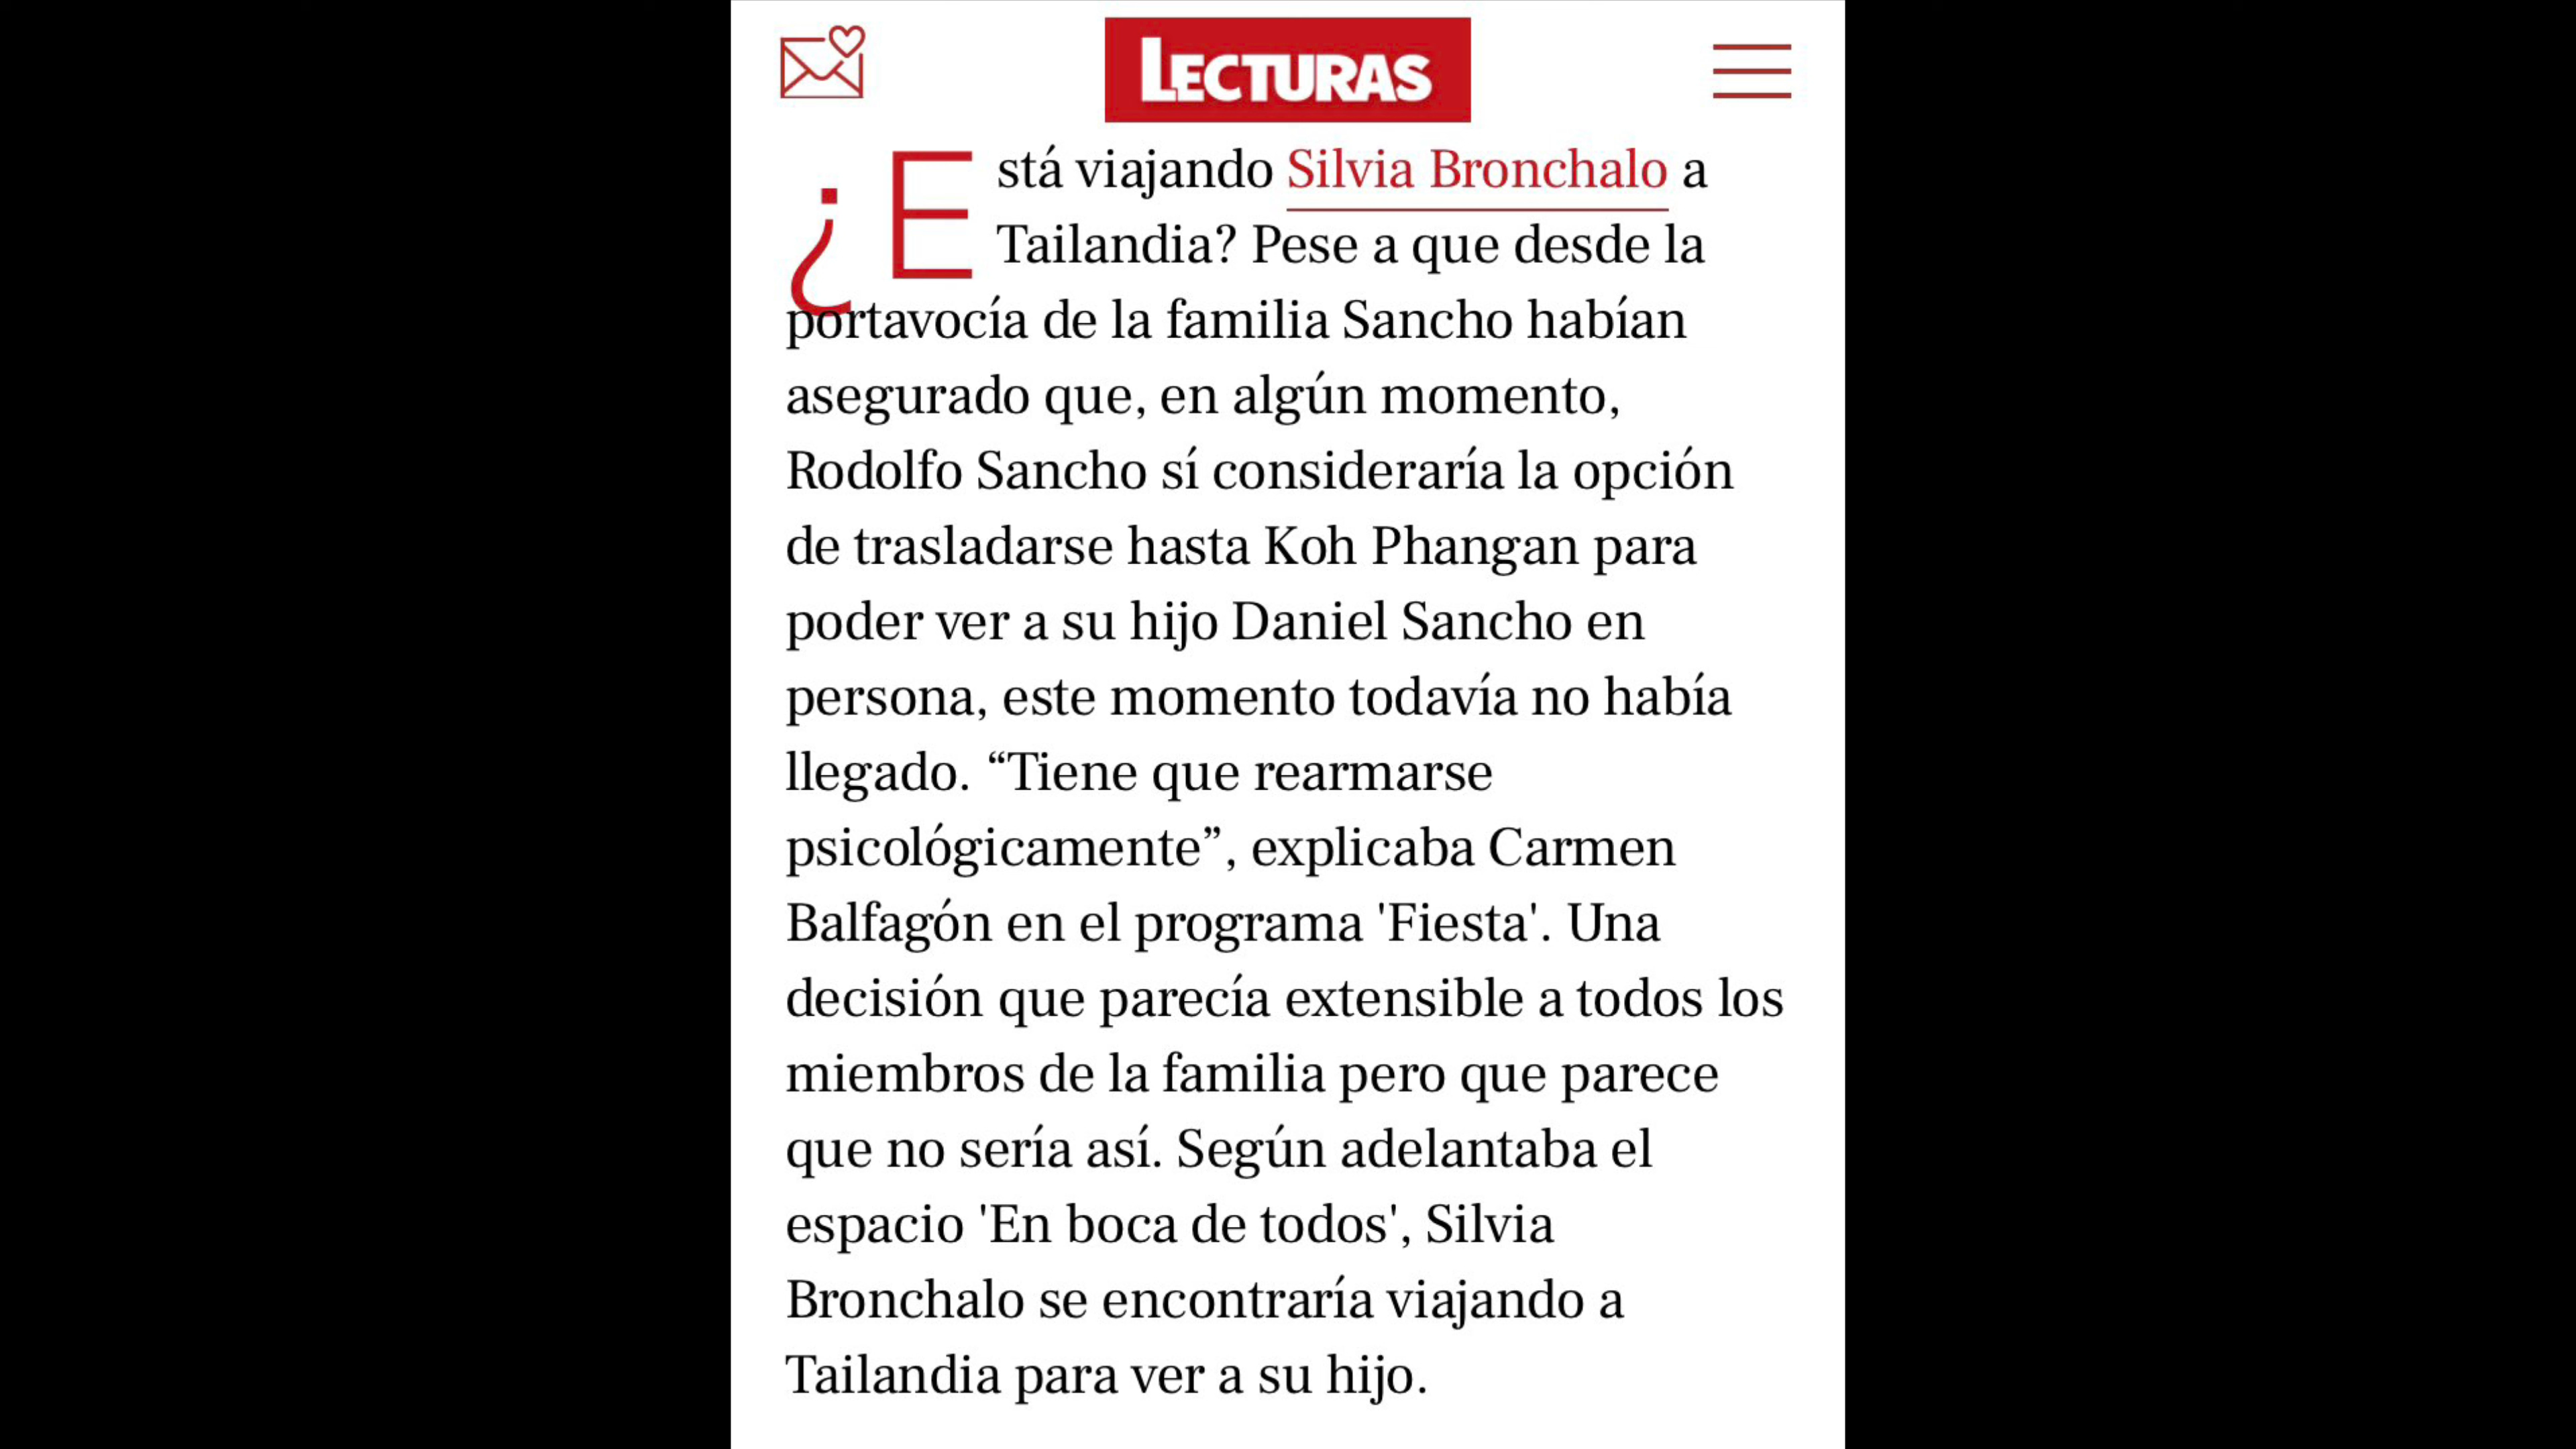 LECTURAS
¿Está viajando Silvia Bronchalo a
Tailandia? Pese a que desde la
portavocía de la familia Sancho habían
asegurado que, en algún momento,
Rodolfo Sancho sí consideraría la opción
de trasladarse hasta Koh Phangan para
poder ver a su hijo Daniel Sancho en
persona, este momento todavía no había
llegado. “Tiene que rearmarse
psicológicamente”, explicaba Carmen
Balfagón en el programa 'Fiesta'. Una
decisión que parecía extensible a todos los
miembros de la familia pero que parece
que no sería así. Según adelantaba el
espacio 'En boca de todos', Silvia
Bronchalo se encontraría viajando a
Tailandia para ver a su hijo.